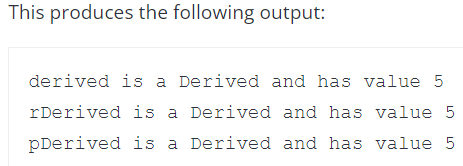 This produces the following output:
derived is a Derived and has value 5
rDerived is a Derived and has value 5
pDerived is a Derived and has value 5